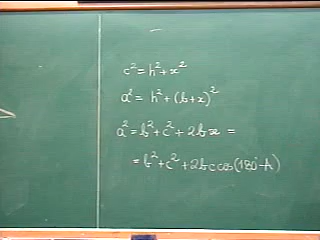 c² = h² + x²
a² = h² + (b+x)²
a² = b² + c² + 2bx =
= b² + c² + 2bc cos(180°-A)